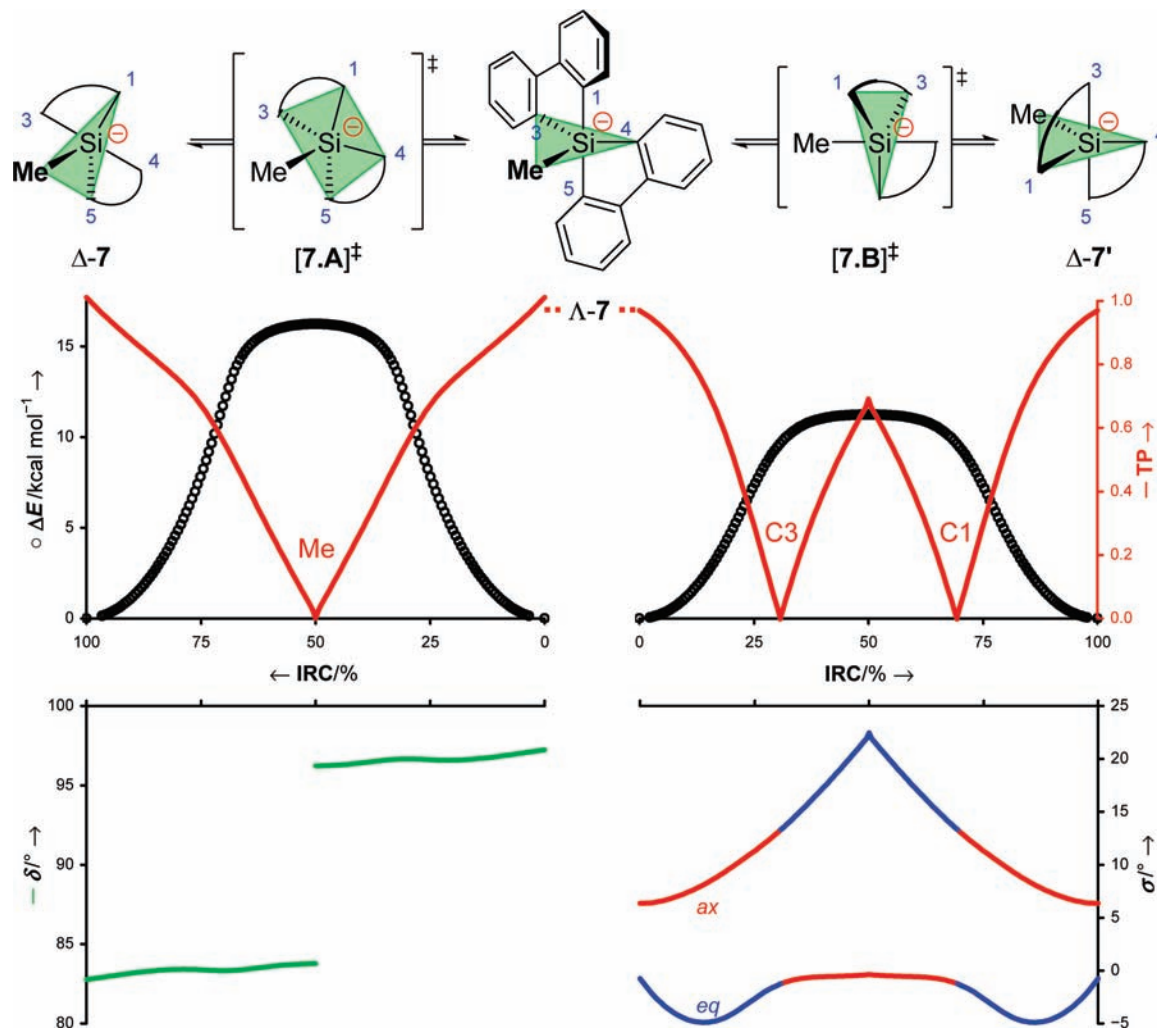 1
3
Si
⊖
Me
4
5
Δ-7
‡
1
3
Si
⊖
Me
4
5
[7.A]‡
1
3
Si
⊖
4
Me
5
‡
1
3
Me
Si
⊖
[7.B]‡
3
Me
⊖
Si
4
1
5
Δ-7'
Λ-7
○ ΔE/kcal mol⁻¹ →
15
10
5
0
Me
100
75
50
25
0
← IRC/%
C3
C1
0
25
50
75
100
IRC/% →
1.0
0.8
0.6
0.4
0.2
0.0
— TP →
— δ/° →
100
95
90
85
80
ax
eq
25
20
15
10
5
0
−5
σ/° →